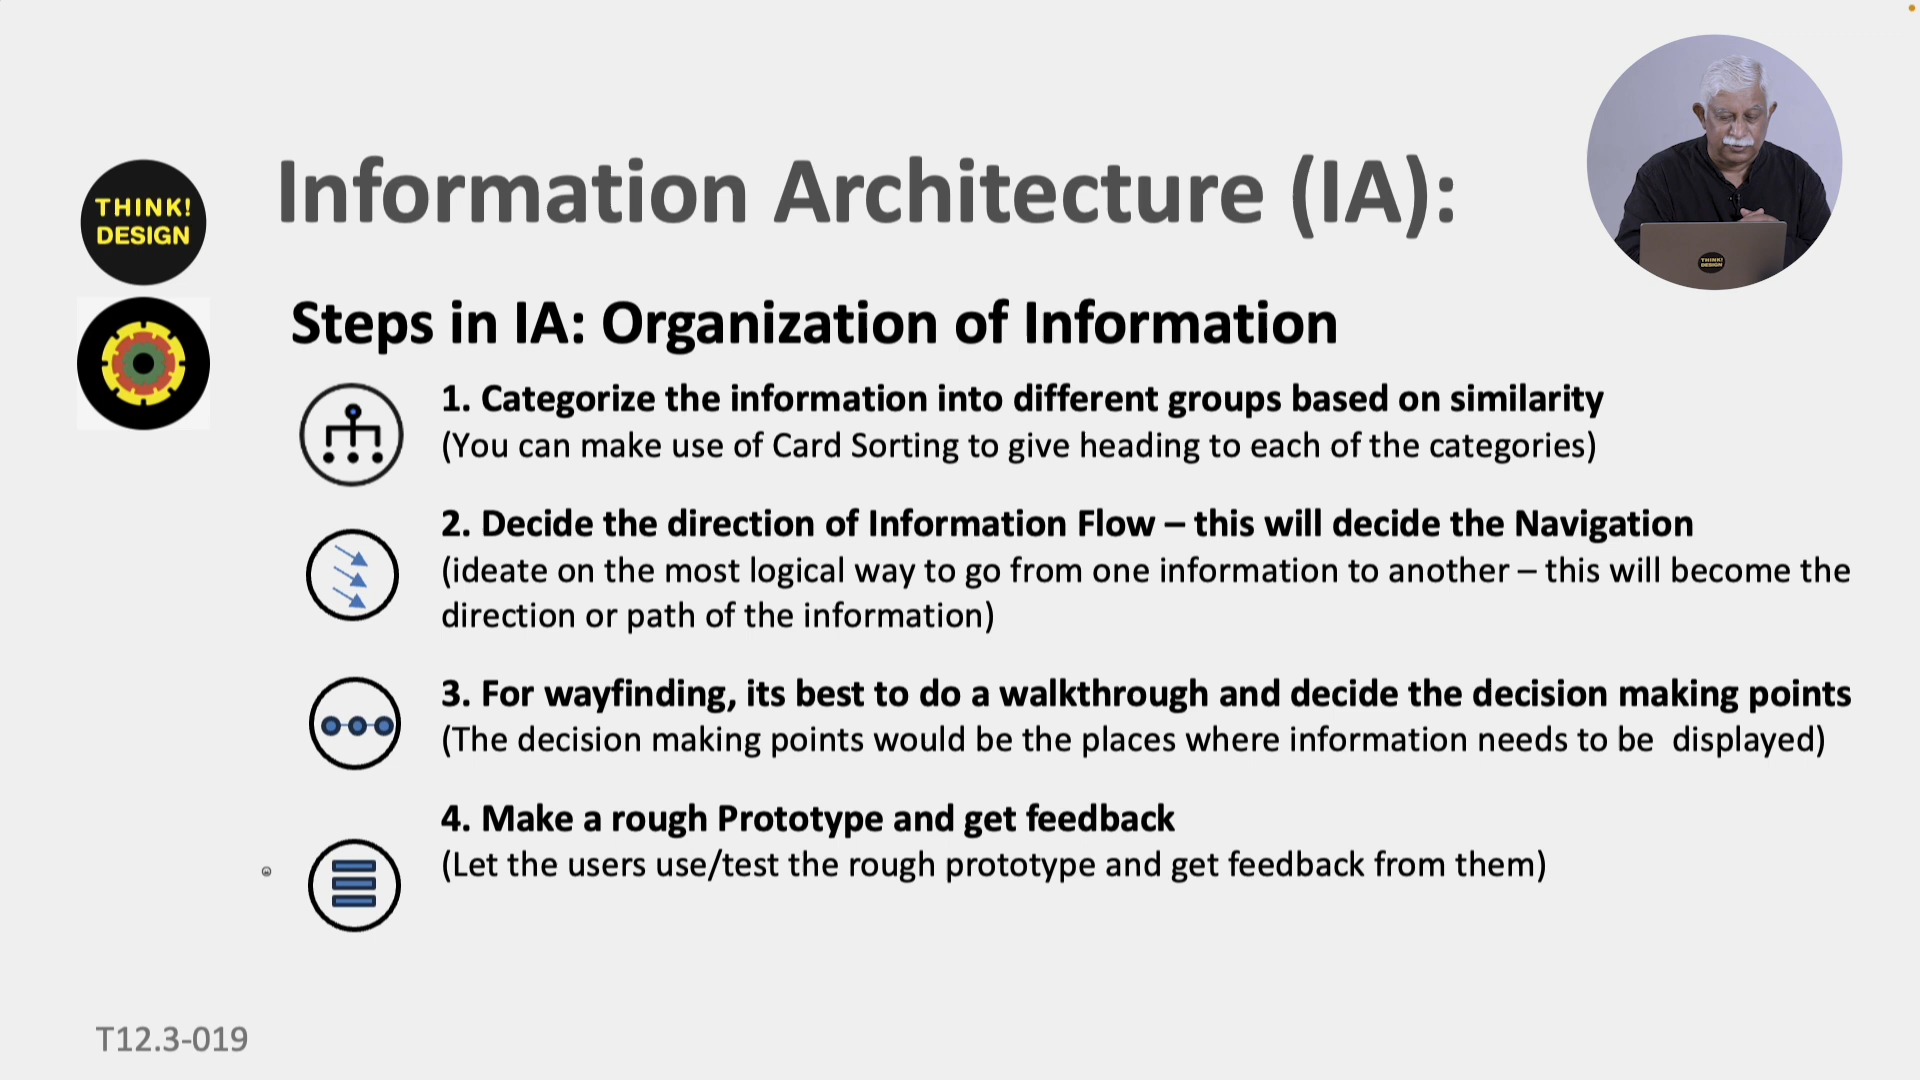 THINK!
DESIGN
Information Architecture (IA):
THINK!
DESIGN
Steps in IA: Organization of Information
1. Categorize the information into different groups based on similarity
(You can make use of Card Sorting to give heading to each of the categories)
2. Decide the direction of Information Flow – this will decide the Navigation
(ideate on the most logical way to go from one information to another – this will become the
direction or path of the information)
3. For wayfinding, its best to do a walkthrough and decide the decision making points
(The decision making points would be the places where information needs to be  displayed)
4. Make a rough Prototype and get feedback
(Let the users use/test the rough prototype and get feedback from them)
T12.3-019